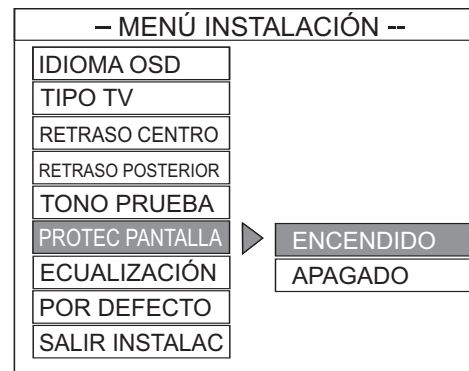 – MENÚ INSTALACIÓN --
IDIOMA OSD
TIPO TV
RETRASO CENTRO
RETRASO POSTERIOR
TONO PRUEBA
PROTEC PANTALLA
ENCENDIDO
ECUALIZACIÓN
APAGADO
POR DEFECTO
SALIR INSTALAC